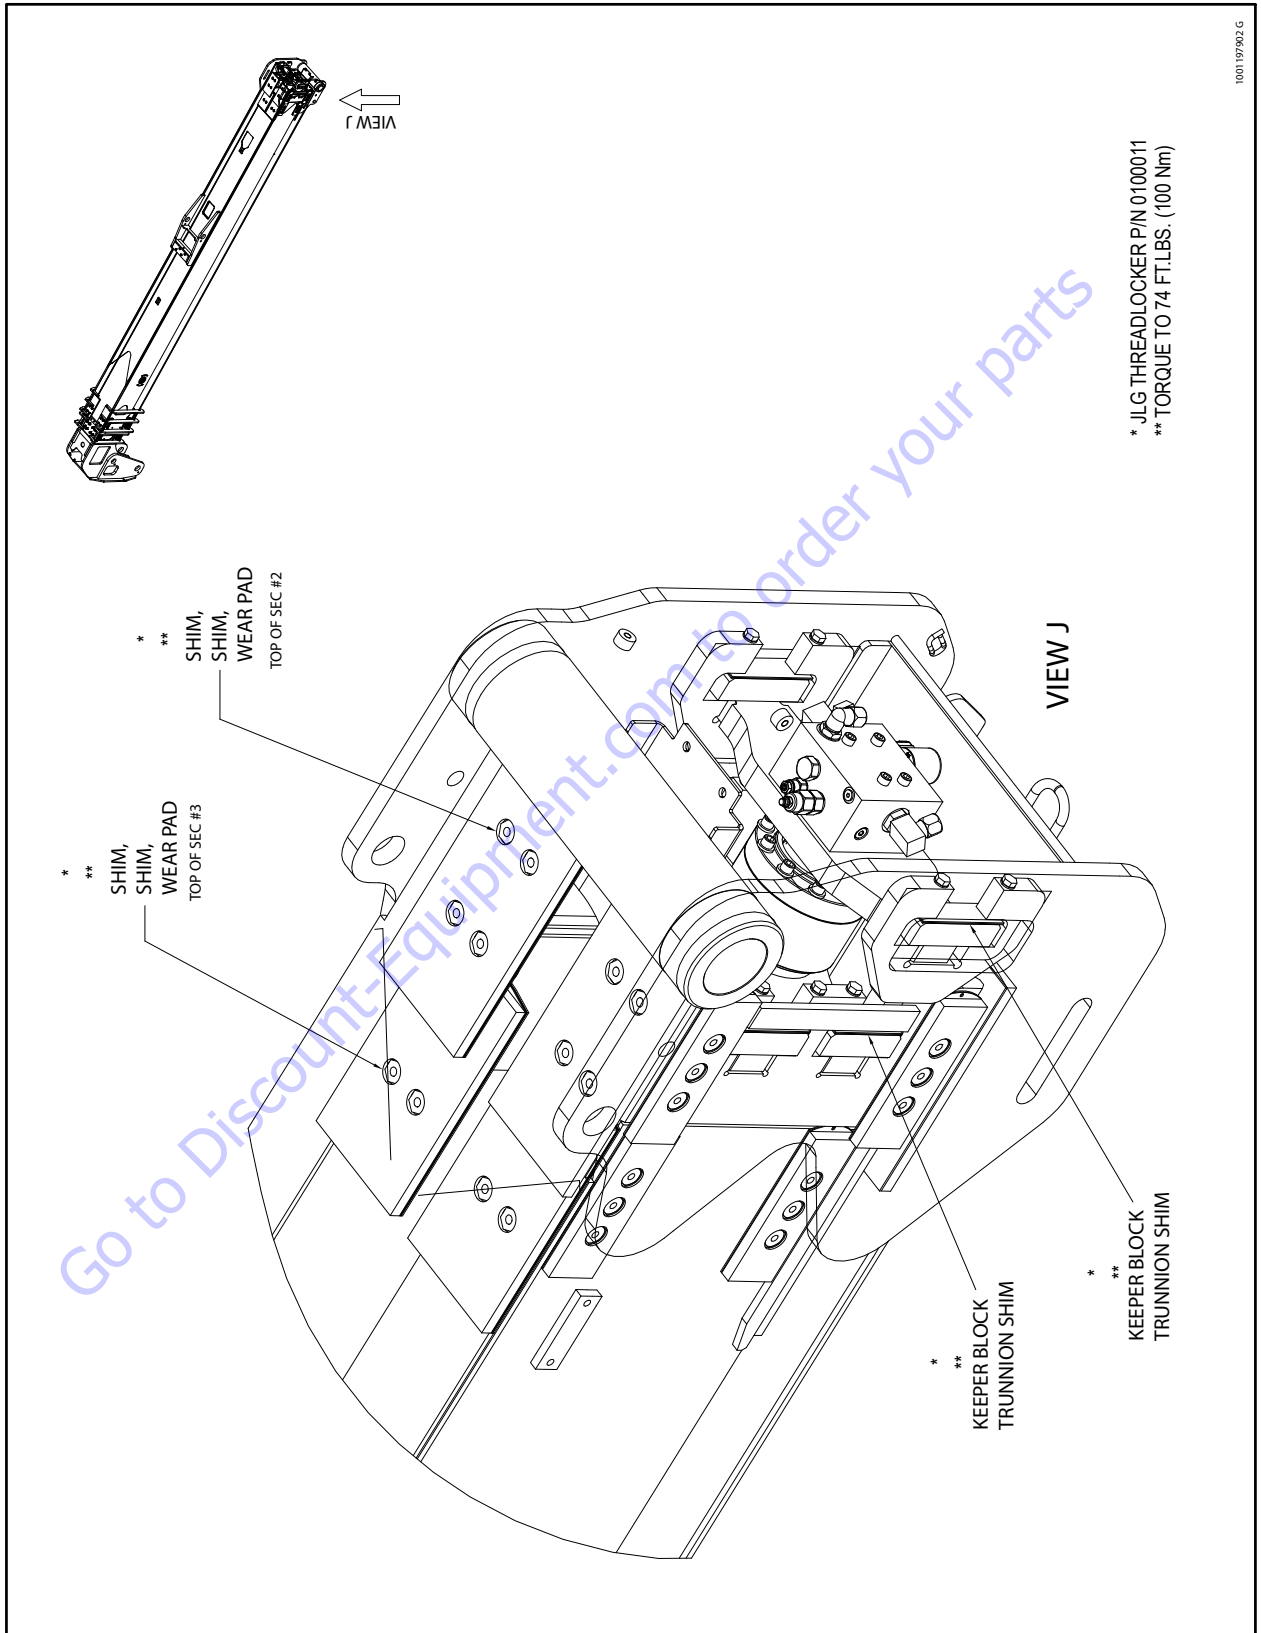 *
**
SHIM,
SHIM,
WEAR PAD
TOP OF SEC #3
*
**
SHIM,
SHIM,
WEAR PAD
TOP OF SEC #2
VIEW J
*
**
KEEPER BLOCK
TRUNNION SHIM
*
**
KEEPER BLOCK
TRUNNION SHIM
VIEW J
* JLG THREADLOCKER P/N 0100011
** TORQUE TO 74 FT.LBS. (100 Nm)
1001197902 G
Go to Discount-Equipment.com to order your parts